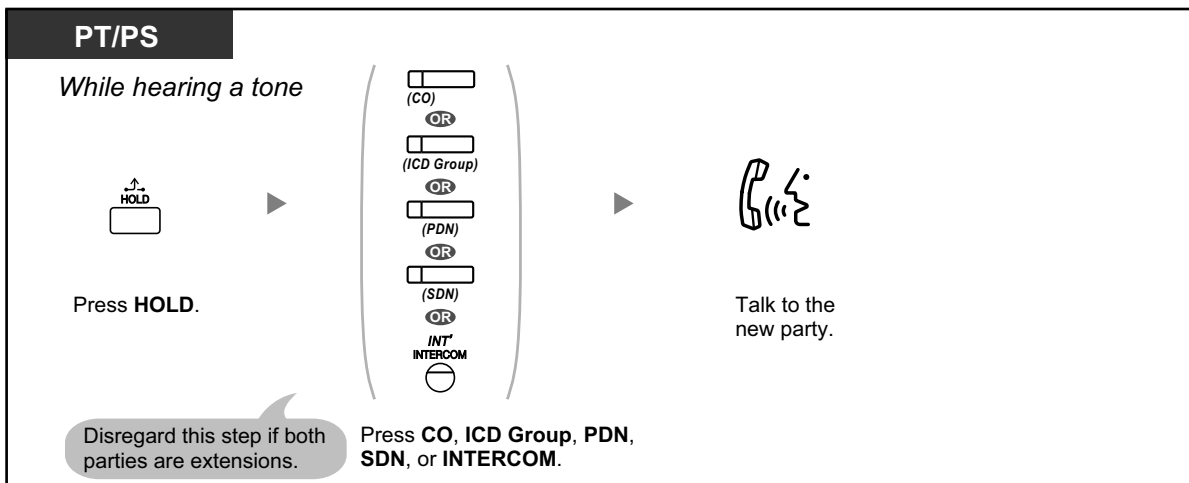 PT/PS
While hearing a tone
HOLD
Press HOLD.
(CO)
OR
(ICD Group)
OR
(PDN)
OR
(SDN)
OR
INT'
INTERCOM
Disregard this step if both
parties are extensions.
Press CO, ICD Group, PDN,
SDN, or INTERCOM.
Talk to the
new party.